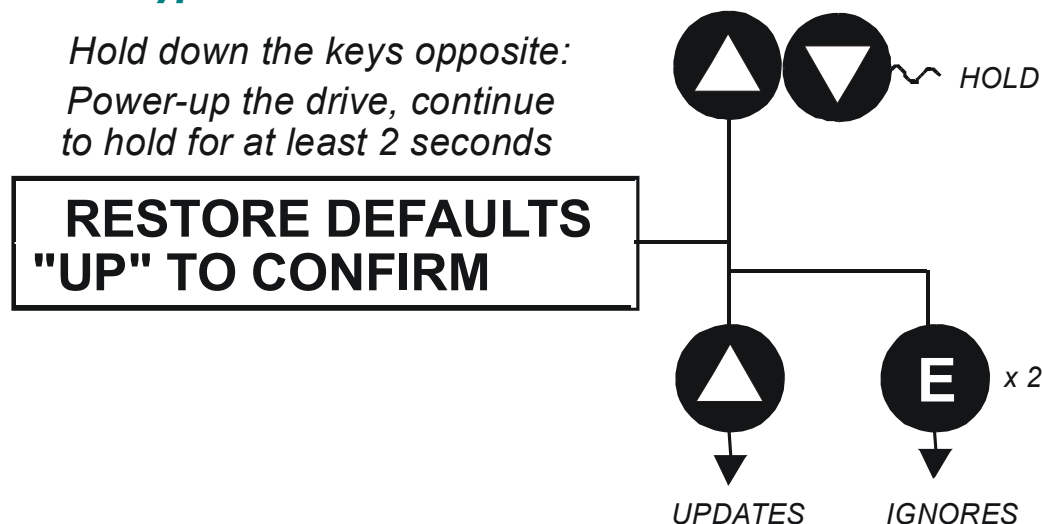 Hold down the keys opposite:
HOLD
Power-up the drive, continue
to hold for at least 2 seconds
RESTORE DEFAULTS
"UP" TO CONFIRM
E
x 2
UPDATES
IGNORES